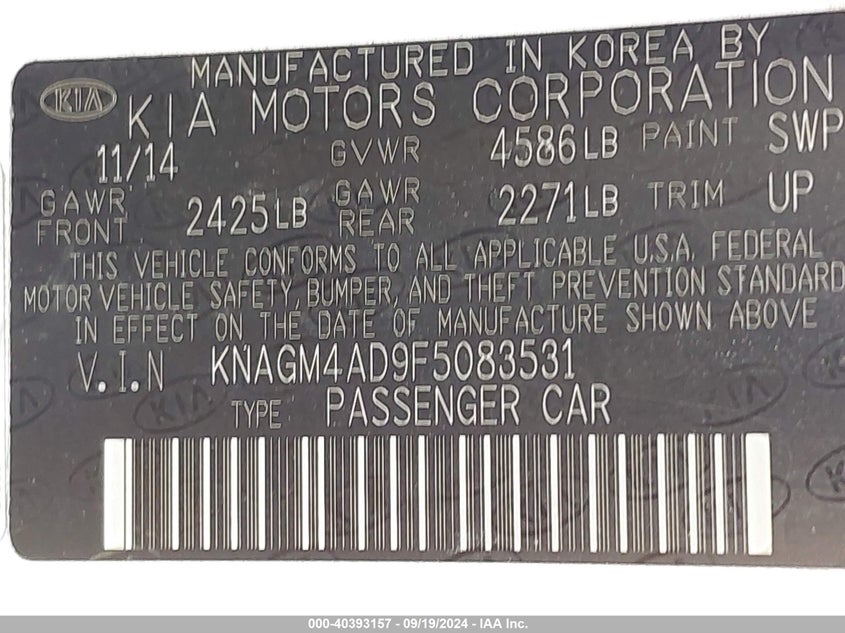 MANUFACTURED IN KOREA BY
KIA KIA MOTORS CORPORATION
11/14 GVWR 4586LB PAINT SWP
GAWR FRONT 2425LB GAWR REAR 2271LB TRIM UP
THIS VEHICLE CONFORMS TO ALL APPLICABLE U.S.A. FEDERAL
MOTOR VEHICLE SAFETY, BUMPER, AND THEFT PREVENTION STANDARD
IN EFFECT ON THE DATE OF MANUFACTURE SHOWN ABOVE
V.I.N KNAGM4AD9F5083531
TYPE PASSENGER CAR
000-40393157 - 09/19/2024 - IAA Inc.